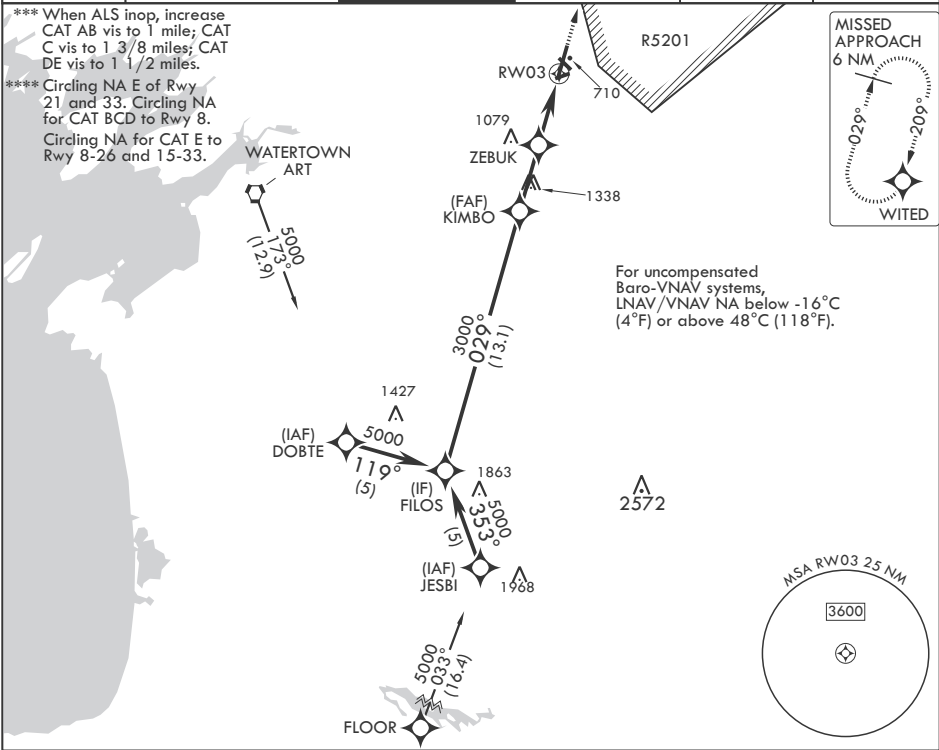 *** When ALS inop, increase
CAT AB vis to 1 mile; CAT
C vis to 1 3/8 miles; CAT
DE vis to 1 1/2 miles.
**** Circling NA E of Rwy
21 and 33. Circling NA
for CAT BCD to Rwy 8.
Circling NA for CAT E to
Rwy 8-26 and 15-33.
R5201
MISSED
APPROACH
6 NM
029°
209°
WITED
RW03
710
1079
ZEBUK
1338
(FAF)
KIMBO
WATERTOWN
ART
5000
173°
(12.9)
For uncompensated
Baro-VNAV systems,
LNAV/VNAV NA below -16°C
(4°F) or above 48°C (118°F).
3000
029°
(13.1)
1427
(IAF)
DOBTE
5000
119°
(5)
(IF)
FILOS
1863
5000
353°
(5)
2572
(IAF)
JESBI
1968
MSA RW03 25 NM
3600
5000
033°
(16.4)
FLOOR